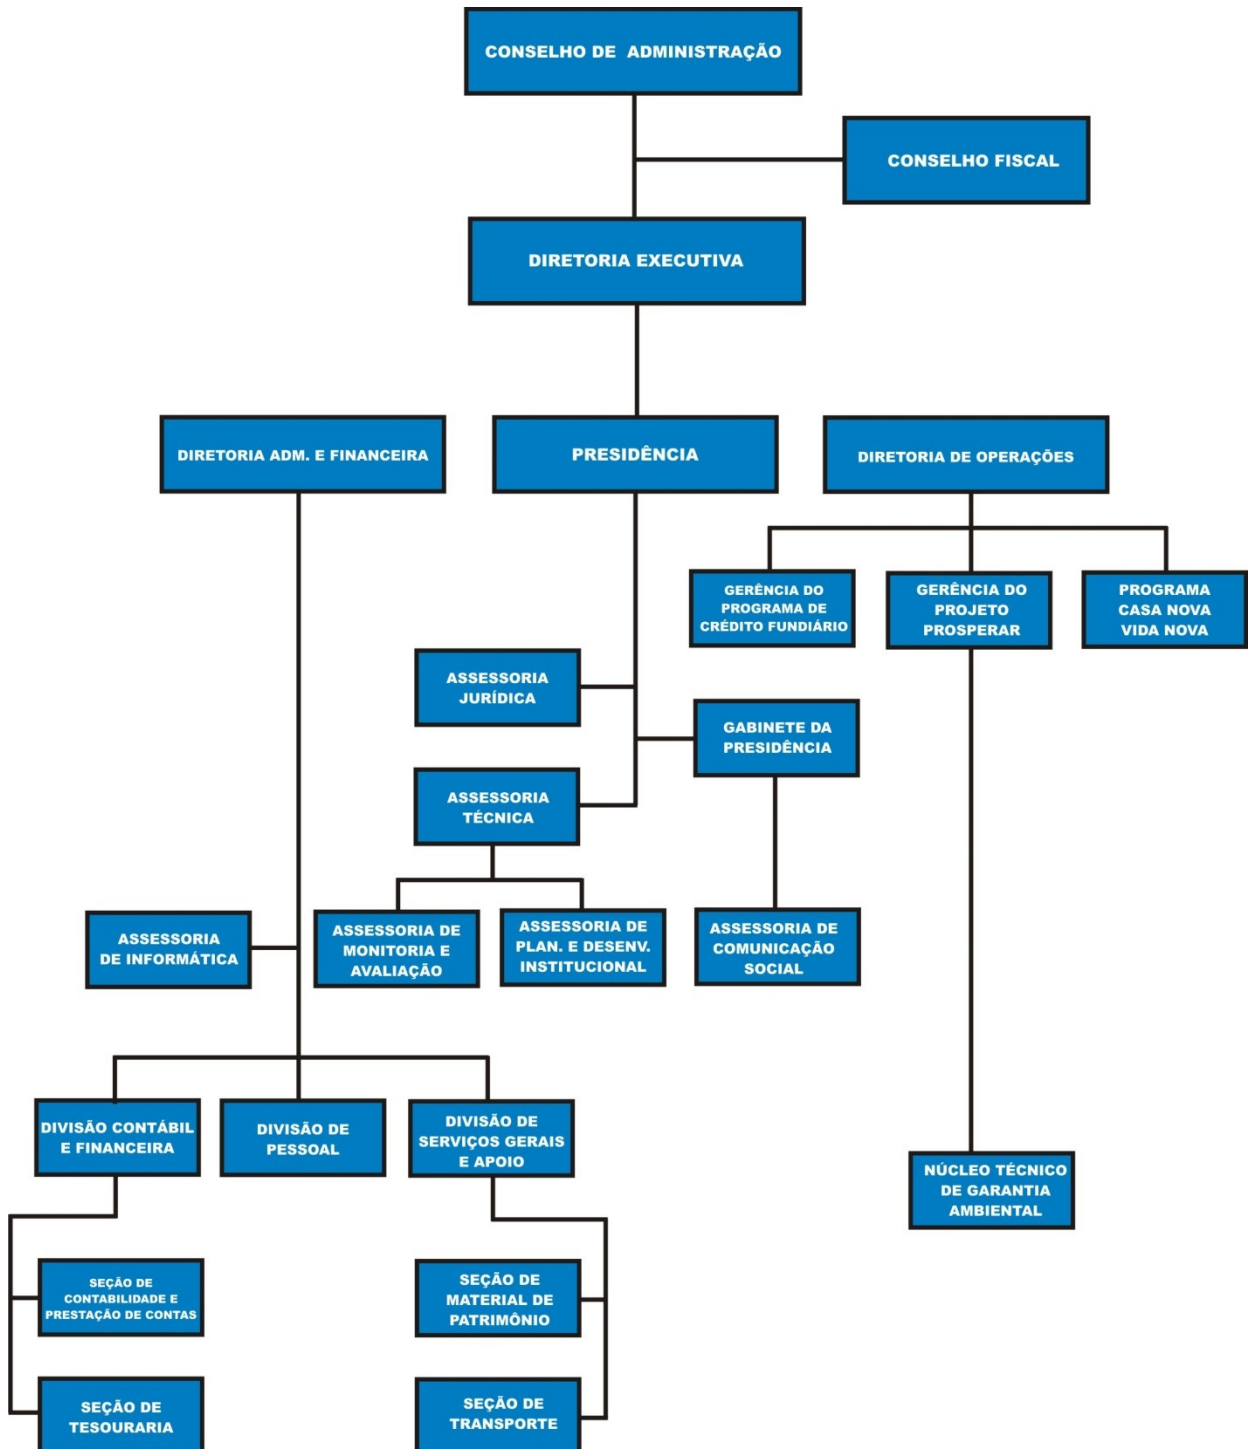 CONSELHO DE ADMINISTRAÇÃO
CONSELHO FISCAL
DIRETORIA EXECUTIVA
DIRETORIA ADM. E FINANCEIRA
PRESIDÊNCIA
DIRETORIA DE OPERAÇÕES
GERÊNCIA DO
PROGRAMA DE
CRÉDITO FUNDIÁRIO
GERÊNCIA DO
PROJETO
PROSPERAR
PROGRAMA
CASA NOVA
VIDA NOVA
ASSESSORIA
JURÍDICA
GABINETE DA
PRESIDÊNCIA
ASSESSORIA
TÉCNICA
ASSESSORIA
DE INFORMÁTICA
ASSESSORIA DE
MONITORIA E
AVALIAÇÃO
ASSESSORIA DE
PLAN. E DESENV.
INSTITUCIONAL
ASSESSORIA DE
COMUNICAÇÃO
SOCIAL
DIVISÃO CONTÁBIL
E FINANCEIRA
DIVISÃO DE
PESSOAL
DIVISÃO DE
SERVIÇOS GERAIS
E APOIO
NÚCLEO TÉCNICO
DE GARANTIA
AMBIENTAL
SEÇÃO DE
CONTABILIDADE E
PRESTAÇÃO DE CONTAS
SEÇÃO DE
MATERIAL DE
PATRIMÔNIO
SEÇÃO DE
TESOURARIA
SEÇÃO DE
TRANSPORTE